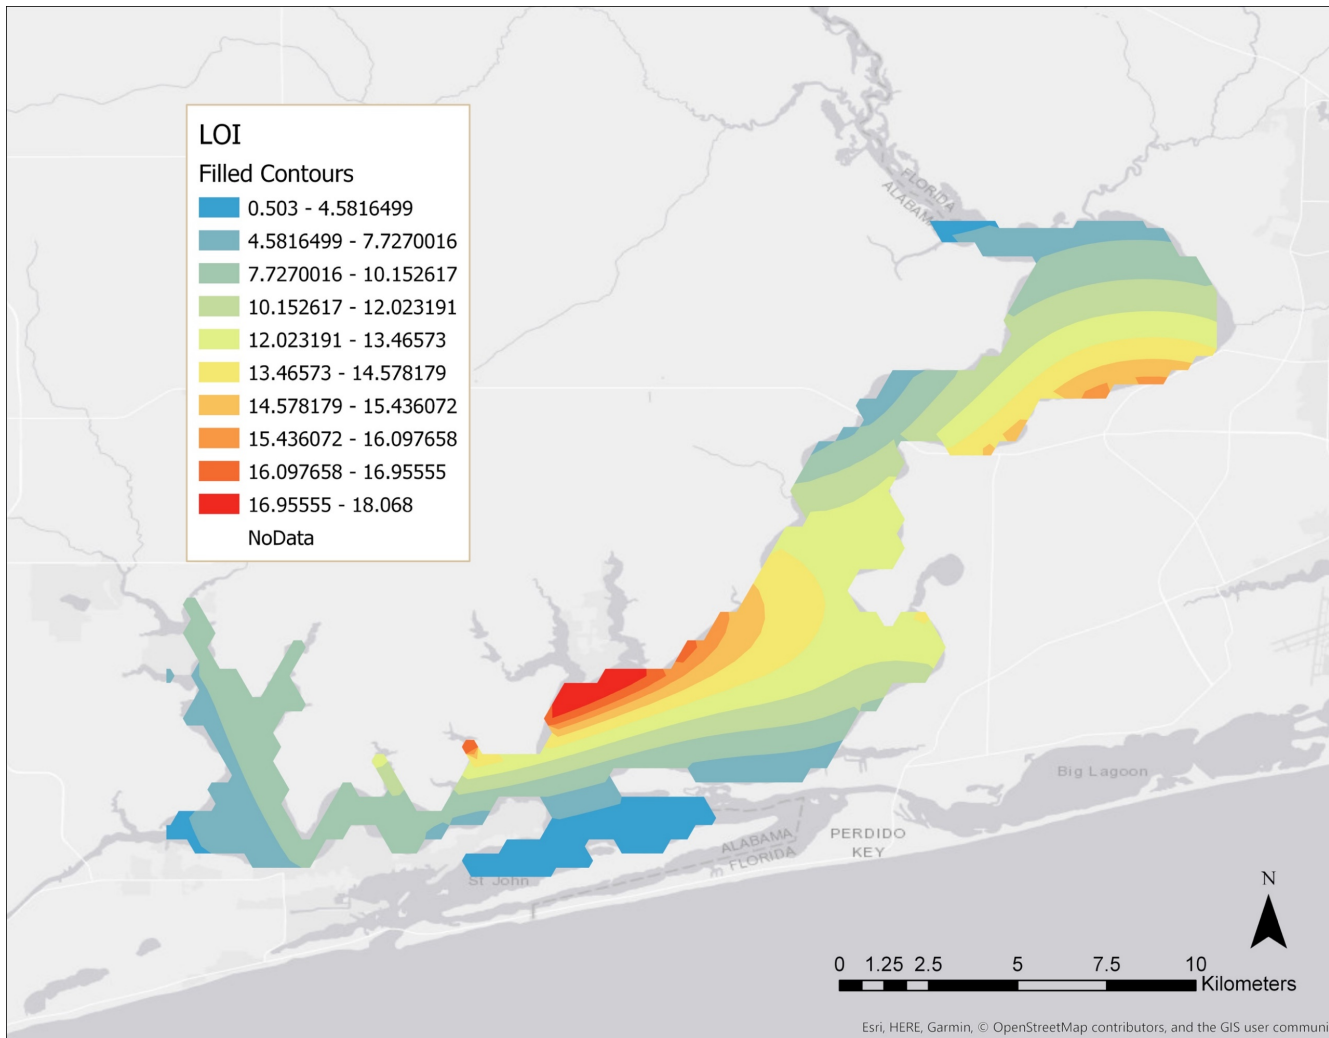 LOI
Filled Contours
0.503 - 4.5816499
4.5816499 - 7.7270016
7.7270016 - 10.152617
10.152617 - 12.023191
12.023191 - 13.46573
13.46573 - 14.578179
14.578179 - 15.436072
15.436072 - 16.097658
16.097658 - 16.95555
16.95555 - 18.068
NoData
FLORIDA
ALABAMA
Big Lagoon
PERDIDO
KEY
ALABAMA
FLORIDA
St John
N
0 1.25 2.5 5 7.5 10
Kilometers
Esri, HERE, Garmin, © OpenStreetMap contributors, and the GIS user communi